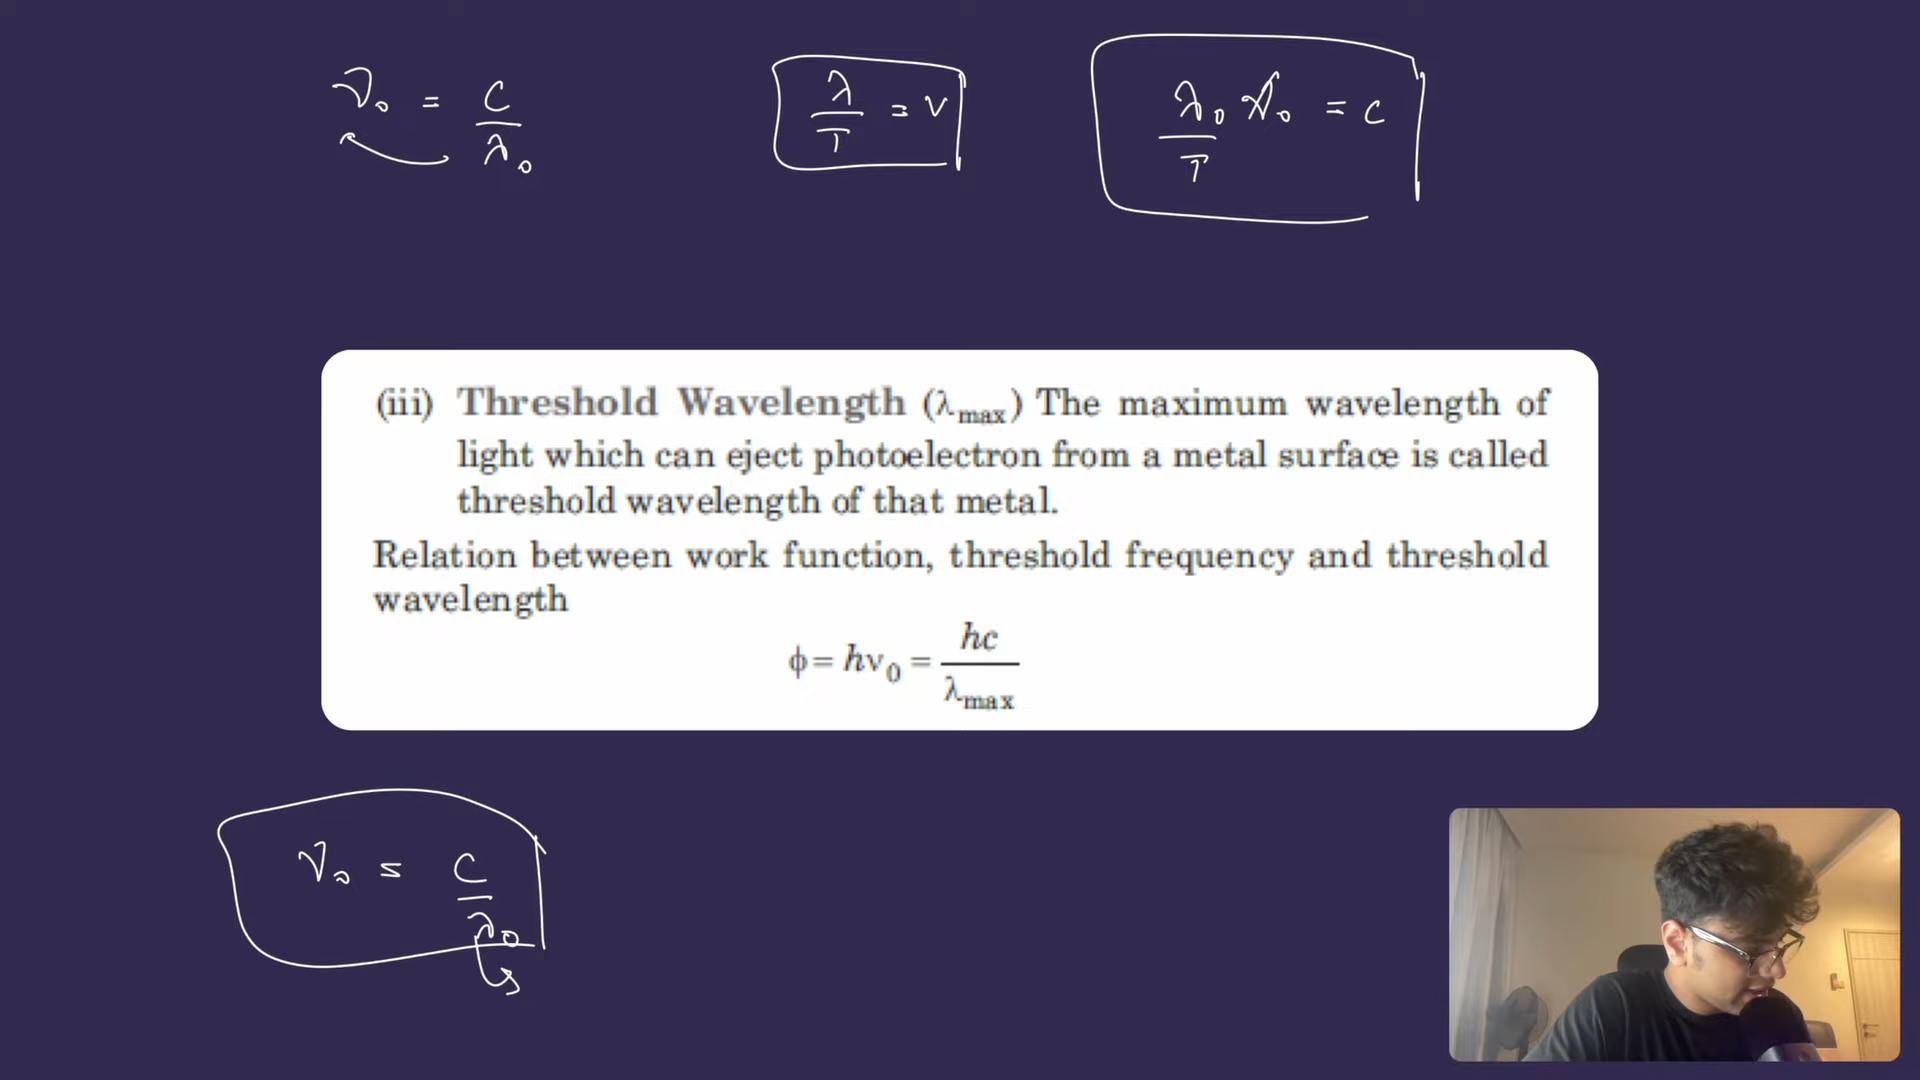 ν₀ = c/λ₀
λ/T = v
λ₀/T ν₀ = c
(iii) Threshold Wavelength (λmax) The maximum wavelength of
light which can eject photoelectron from a metal surface is called
threshold wavelength of that metal.
Relation between work function, threshold frequency and threshold
wavelength
ϕ = hν₀ = hc/λmax
ν₀ = c/λ₀